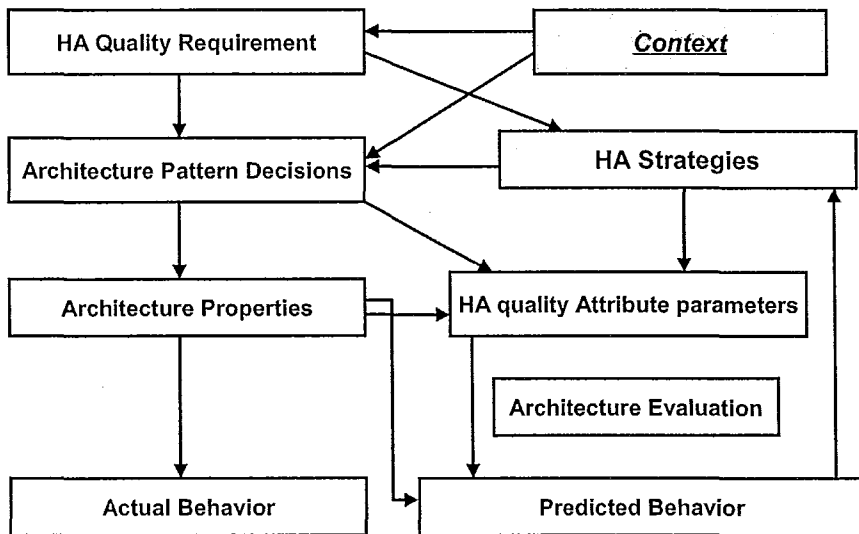 HA Quality Requirement
Context
Architecture Pattern Decisions
HA Strategies
Architecture Properties
HA quality Attribute parameters
Architecture Evaluation
Actual Behavior
Predicted Behavior